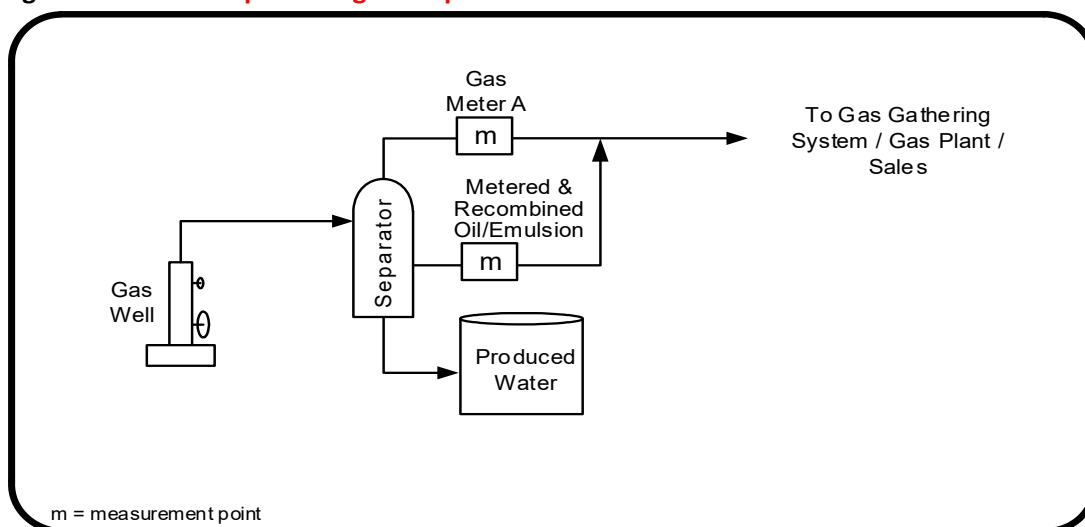 Gas
Meter A
m
To Gas Gathering
System / Gas Plant /
Sales
Metered &
Recombined
Oil/Emulsion
m
Separator
Gas
Well
Produced
Water
m = measurement point